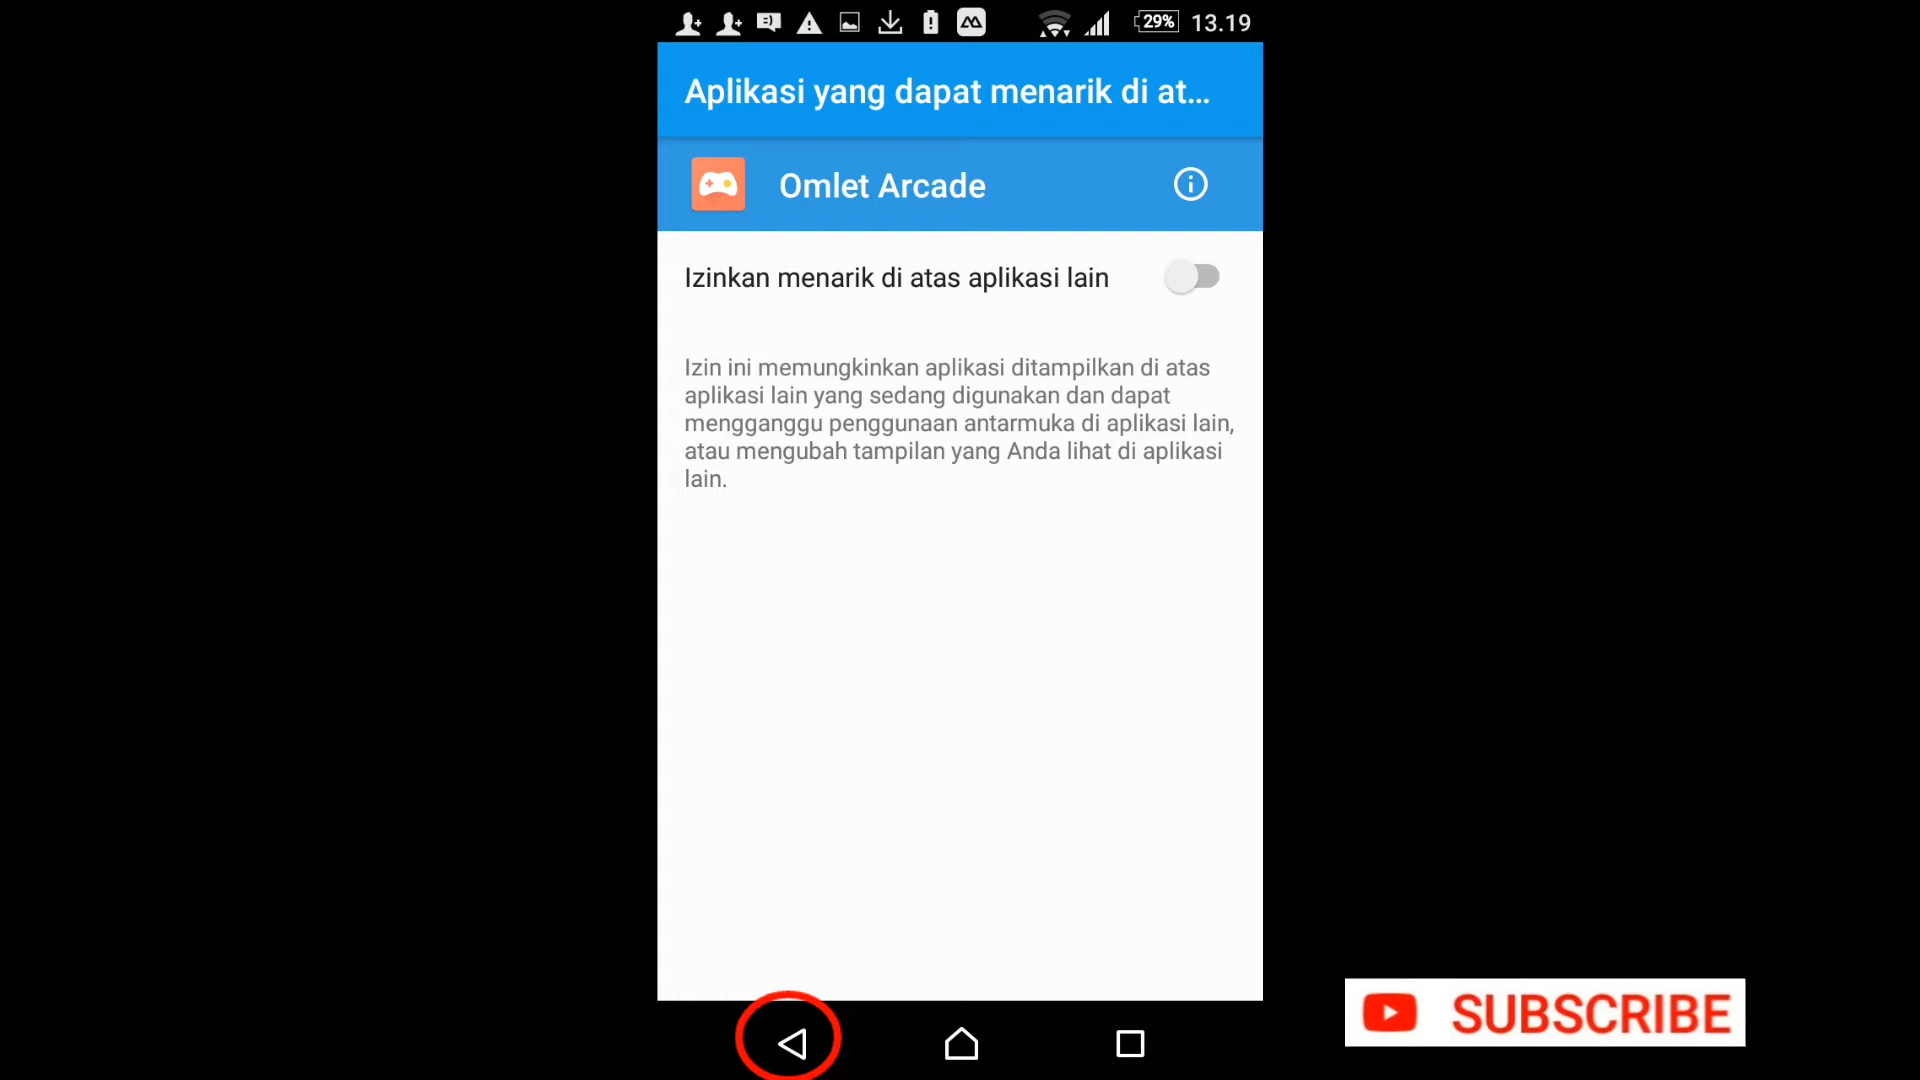 29% 13.19
Aplikasi yang dapat menarik di at...
Omlet Arcade
Izinkan menarik di atas aplikasi lain
Izin ini memungkinkan aplikasi ditampilkan di atas
aplikasi lain yang sedang digunakan dan dapat
mengganggu penggunaan antarmuka di aplikasi lain,
atau mengubah tampilan yang Anda lihat di aplikasi
lain.
SUBSCRIBE